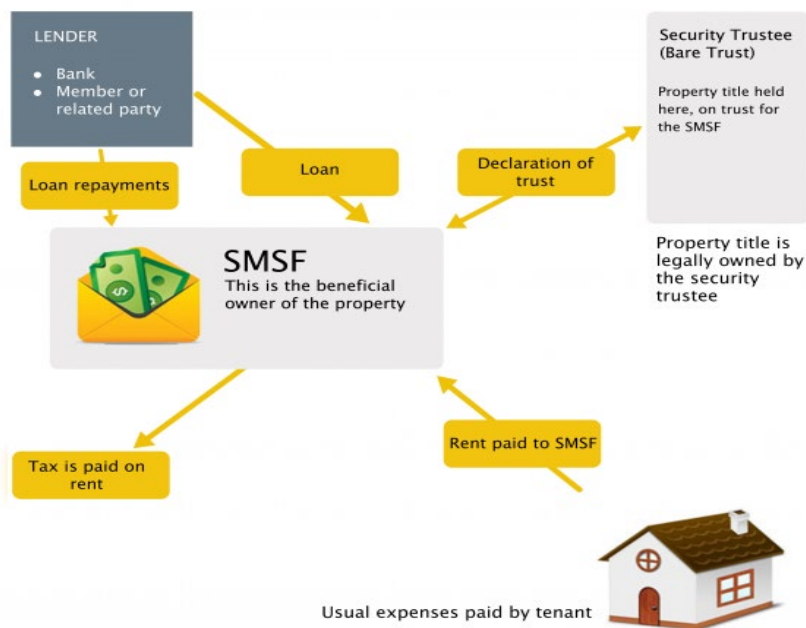 LENDER
• Bank
• Member or
related party
Security Trustee
(Bare Trust)
Property title held
here, on trust for
the SMSF
Loan repayments
Loan
Declaration of
trust
SMSF
This is the beneficial
owner of the property
Property title is
legally owned by
the security
trustee
Tax is paid on
rent
Rent paid to SMSF
Usual expenses paid by tenant